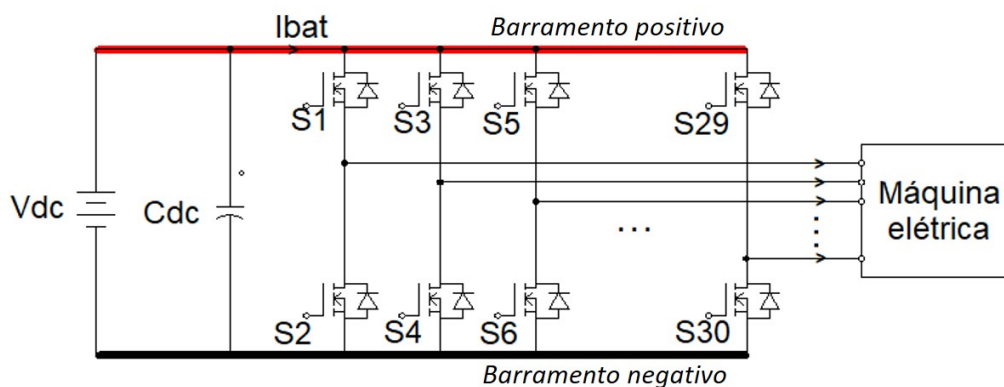 Ibat
Barramento positivo
S1
S3
S5
S29
Vdc
Cdc
...
Máquina
elétrica
S2
S4
S6
S30
Barramento negativo